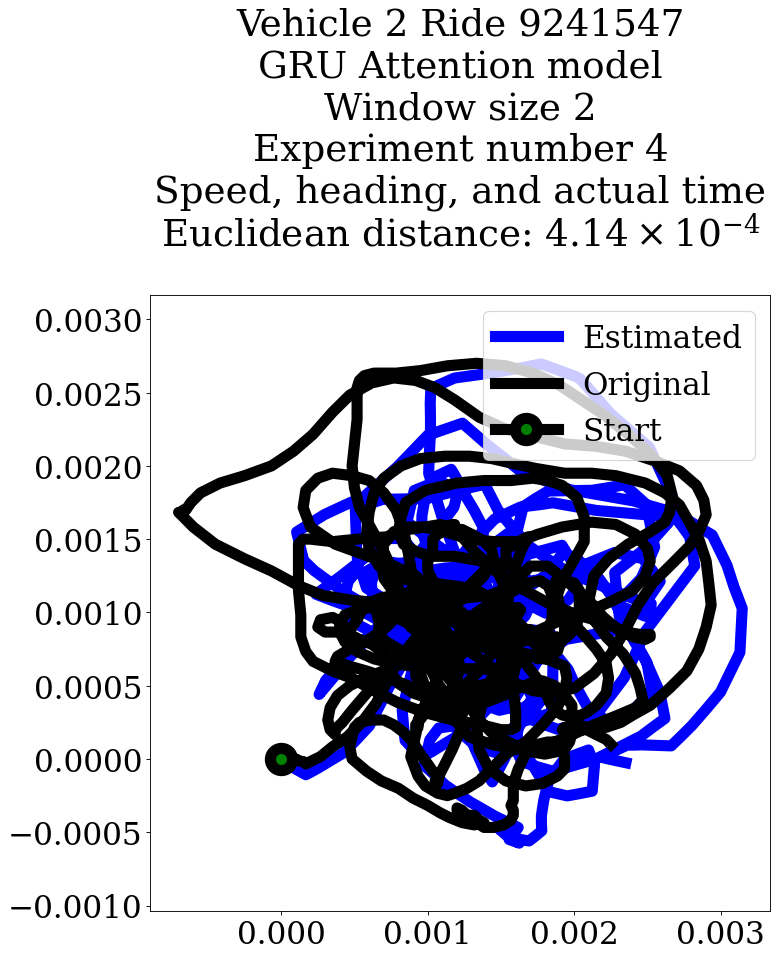 Vehicle 2 Ride 9241547
GRU Attention model
Window size 2
Experiment number 4
Speed, heading, and actual time
Euclidean distance: 4.14 × 10⁻⁴
Estimated
Original
Start
0.0030
0.0025
0.0020
0.0015
0.0010
0.0005
0.0000
−0.0005
−0.0010
0.000 0.001 0.002 0.003